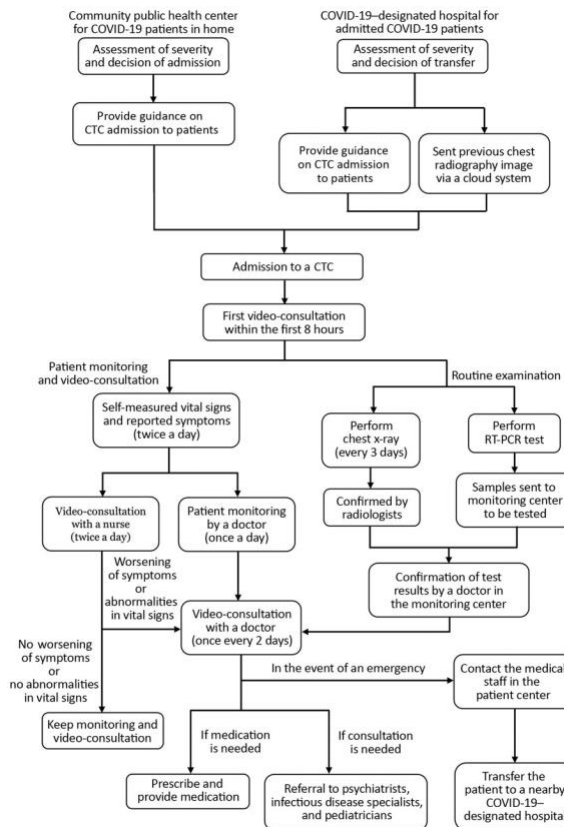 Community public health center
for COVID-19 patients in home
COVID-19–designated hospital for
admitted COVID-19 patients
Assessment of severity
and decision of admission
Assessment of severity
and decision of transfer
Provide guidance on
CTC admission to patients
Provide guidance
on CTC admission
to patients
Sent previous chest
radiography image
via a cloud system
Admission to a CTC
First video-consultation
within the first 8 hours
Patient monitoring
and video-consultation
Routine examination
Self-measured vital signs
and reported symptoms
(twice a day)
Perform
chest x-ray
(every 3 days)
Perform
RT-PCR test
Video-consultation
with a nurse
(twice a day)
Patient monitoring
by a doctor
(once a day)
Confirmed by
radiologists
Samples sent to
monitoring center
to be tested
Worsening
of symptoms
or
abnormalities
in vital signs
Confirmation of test
results by a doctor in
the monitoring center
Video-consultation
with a doctor
(once every 2 days)
No worsening
of symptoms
or
no abnormalities
in vital signs
In the event of an emergency
Contact the medical
staff in the
patient center
Keep monitoring and
video-consultation
If medication
is needed
If consultation
is needed
Prescribe and
provide medication
Referral to psychiatrists,
infectious disease specialists,
and pediatricians
Transfer the
patient to a nearby
COVID-19–
designated hospital